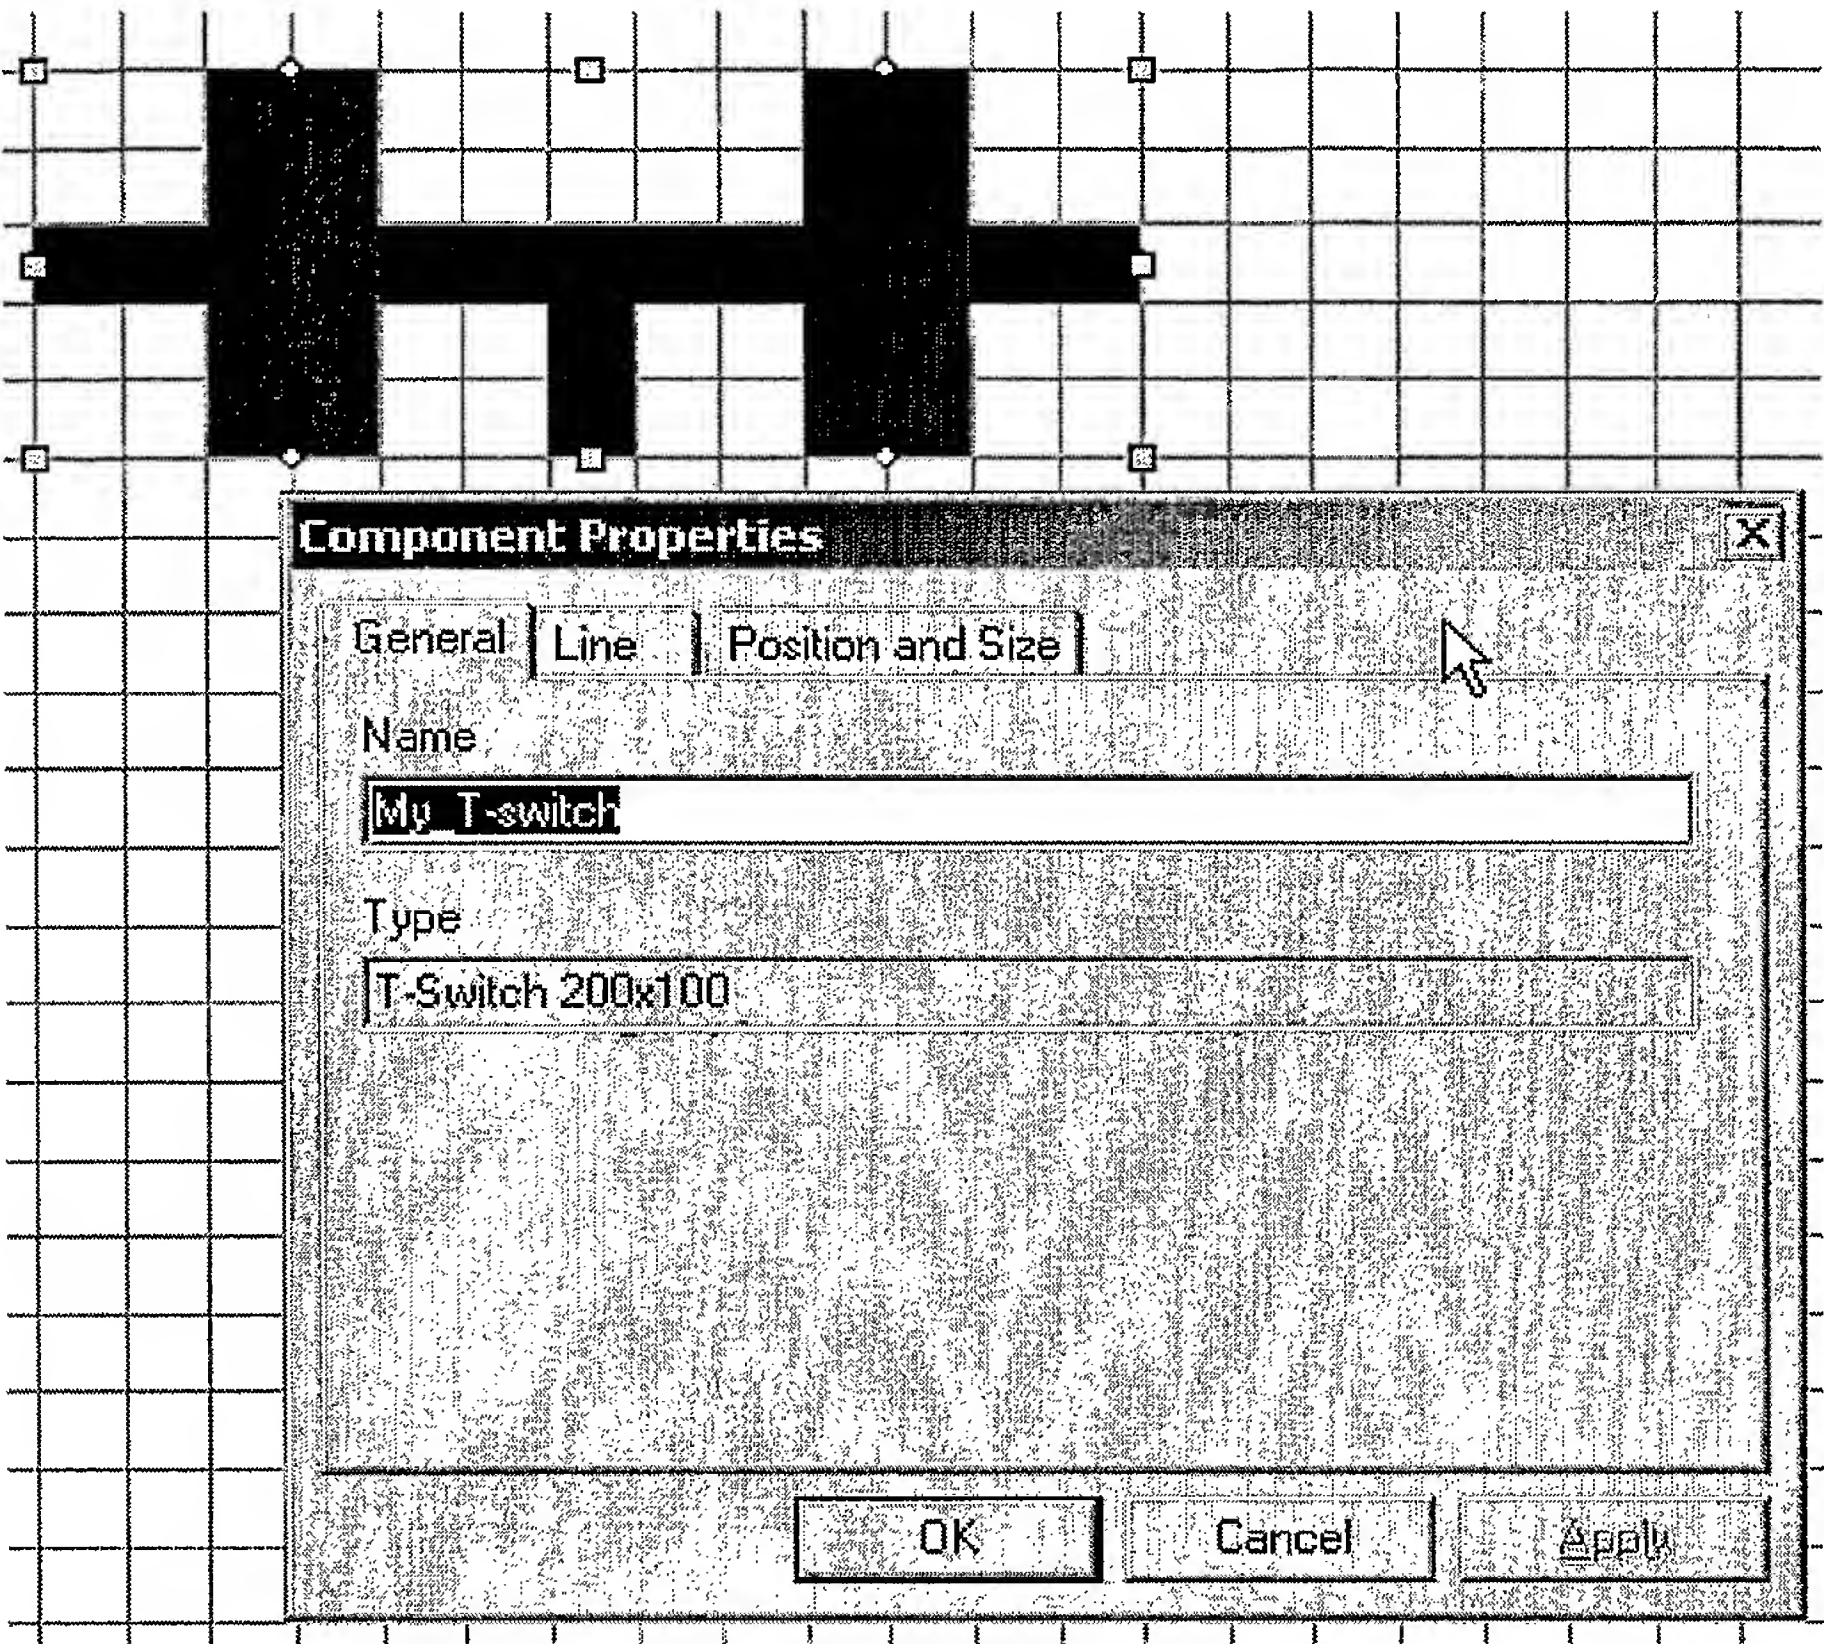 Component Properties
General Line Position and Size
Name
My_T-switch
Type
T-Switch 200x100
OK Cancel Apply